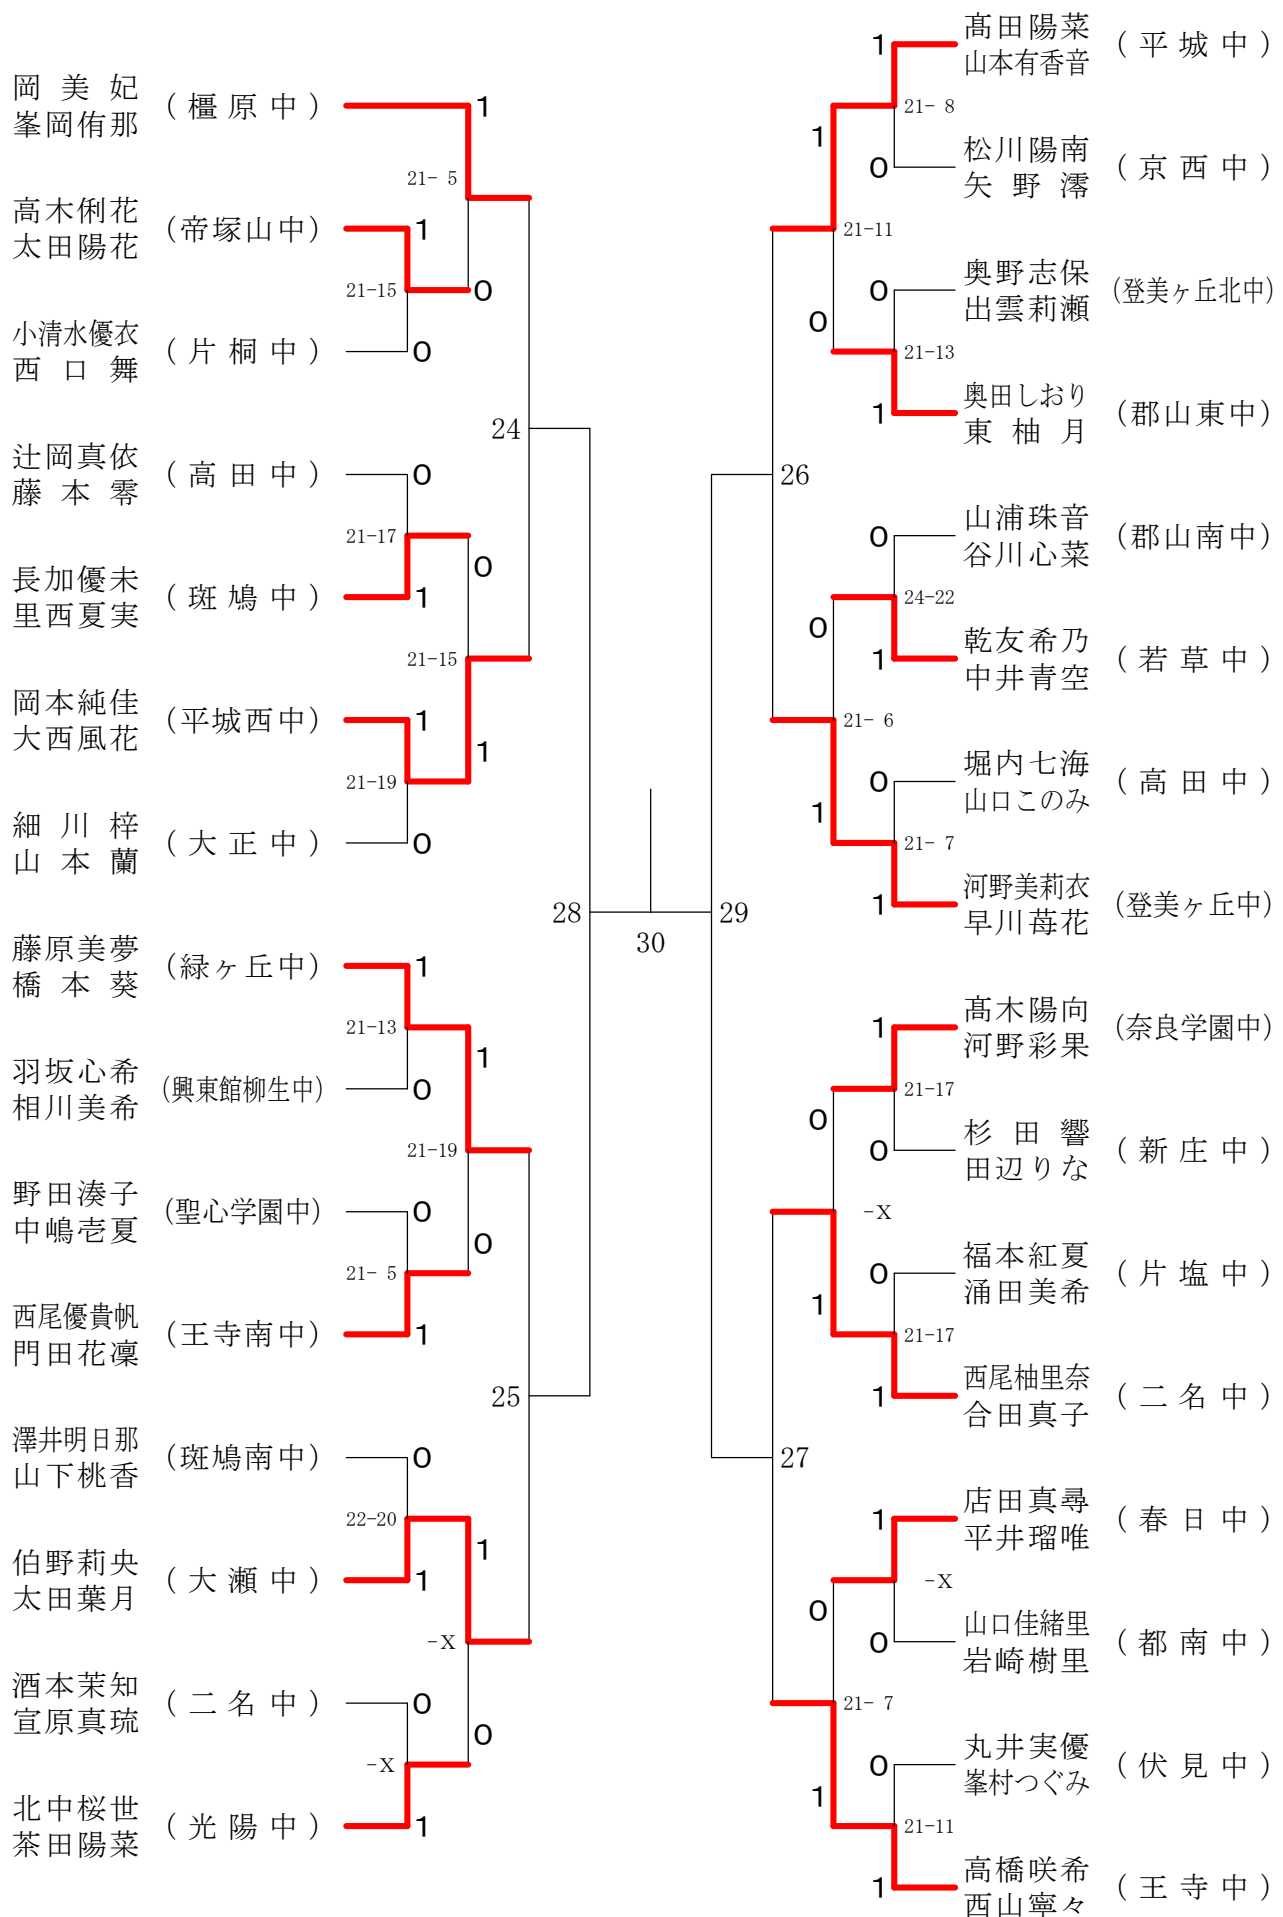 岡美妃
峯岡侑那
(橿原中)
1
21- 5
高木俐花
太田陽花
(帝塚山中)
1
21-15
0
小清水優衣
西口舞
(片桐中)
0
24
辻岡真依
藤本零
(高田中)
0
21-17
0
長加優未
里西夏実
(斑鳩中)
1
21-15
岡本純佳
大西風花
(平城西中)
1
1
21-19
細川梓
山本蘭
(大正中)
0
28
藤原美夢
橋本葵
(緑ヶ丘中)
1
21-13
1
羽坂心希
相川美希
(興東館柳生中)
0
21-19
野田湊子
中嶋壱夏
(聖心学園中)
0
0
21- 5
西尾優貴帆
門田花凜
(王寺南中)
1
25
澤井明日那
山下桃香
(斑鳩南中)
0
22-20
1
伯野莉央
太田葉月
(大瀬中)
1
-X
酒本茉知
宣原真琉
(二名中)
0
0
-X
北中桜世
茶田陽菜
(光陽中)
1
30
1
髙田陽菜
山本有香音
(平城中)
21- 8
1
0
松川陽南
矢野澪
(京西中)
21-11
0
奥野志保
出雲莉瀬
(登美ヶ丘北中)
0
21-13
1
奥田しおり
東柚月
(郡山東中)
26
0
山浦珠音
谷川心菜
(郡山南中)
24-22
0
1
乾友希乃
中井青空
(若草中)
21- 6
0
堀内七海
山口このみ
(高田中)
1
21- 7
1
河野美莉衣
早川苺花
(登美ヶ丘中)
29
1
髙木陽向
河野彩果
(奈良学園中)
21-17
0
0
杉田響
田辺りな
(新庄中)
-X
0
福本紅夏
涌田美希
(片塩中)
1
21-17
1
西尾柚里奈
合田真子
(二名中)
27
1
店田真尋
平井瑠唯
(春日中)
-X
0
0
山口佳緒里
岩崎樹里
(都南中)
21- 7
0
丸井実優
峯村つぐみ
(伏見中)
1
21-11
1
高橋咲希
西山寧々
(王寺中)